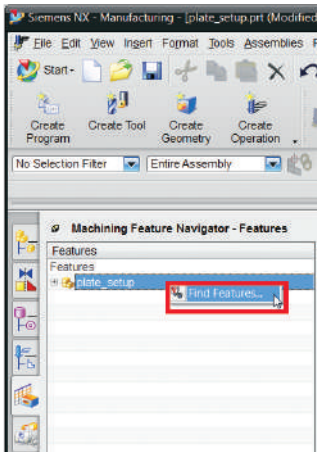 Siemens NX - Manufacturing - [plate_setup.prt (Modified
File Edit View Insert Format Tools Assemblies
Start
Create Program
Create Tool
Create Geometry
Create Operation
No Selection Filter
Entire Assembly
Machining Feature Navigator - Features
Features
Features
plate_setup
Find Features...